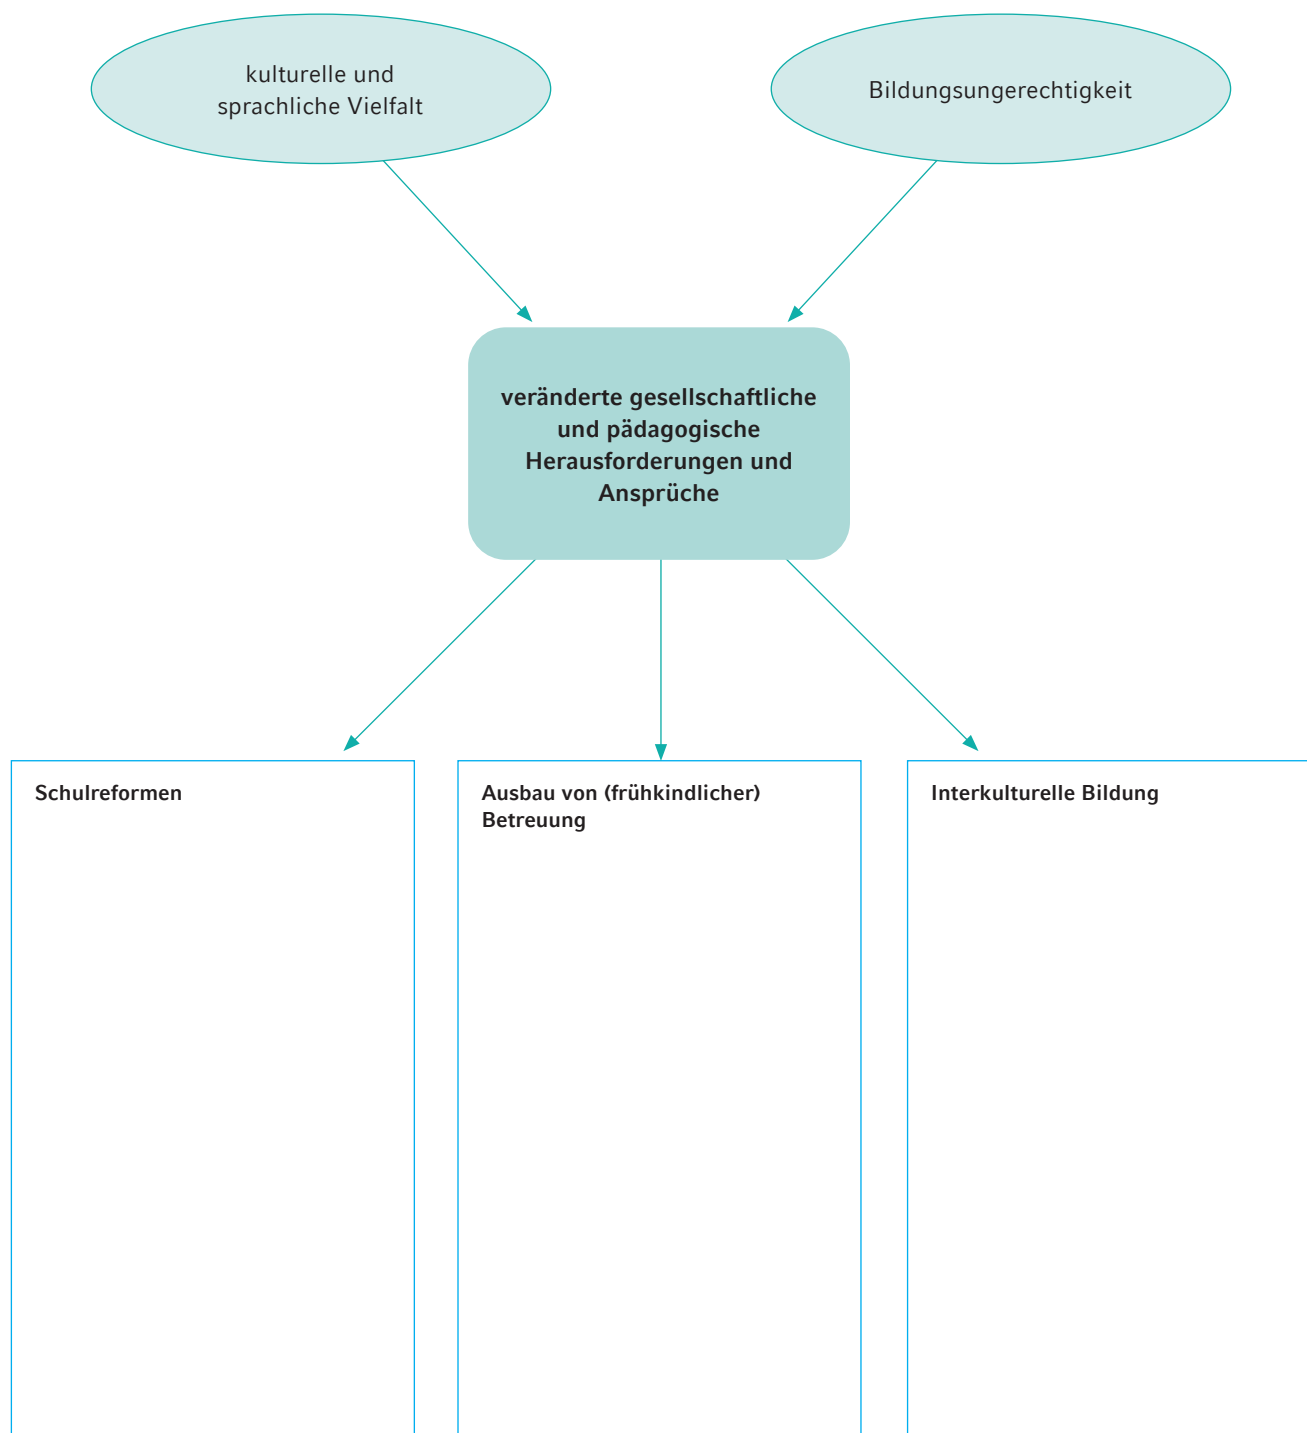 kulturelle und
sprachliche Vielfalt
Bildungsungerechtigkeit
veränderte gesellschaftliche
und pädagogische
Herausforderungen und
Ansprüche
Schulreformen
Ausbau von (frühkindlicher)
Betreuung
Interkulturelle Bildung